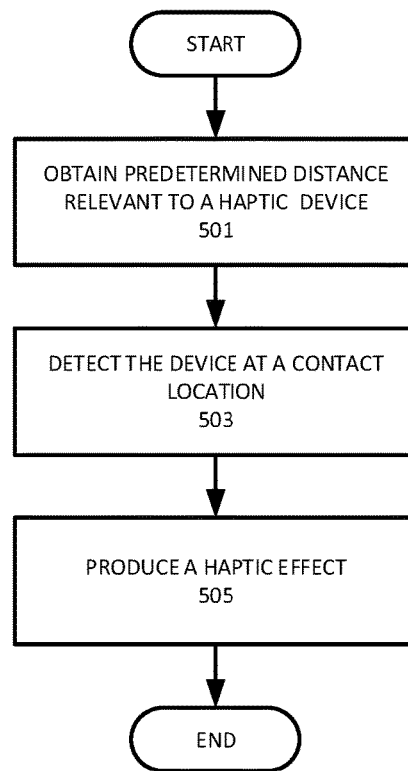 START
OBTAIN PREDETERMINED DISTANCE
RELEVANT TO A HAPTIC DEVICE
501
DETECT THE DEVICE AT A CONTACT
LOCATION
503
PRODUCE A HAPTIC EFFECT
505
END